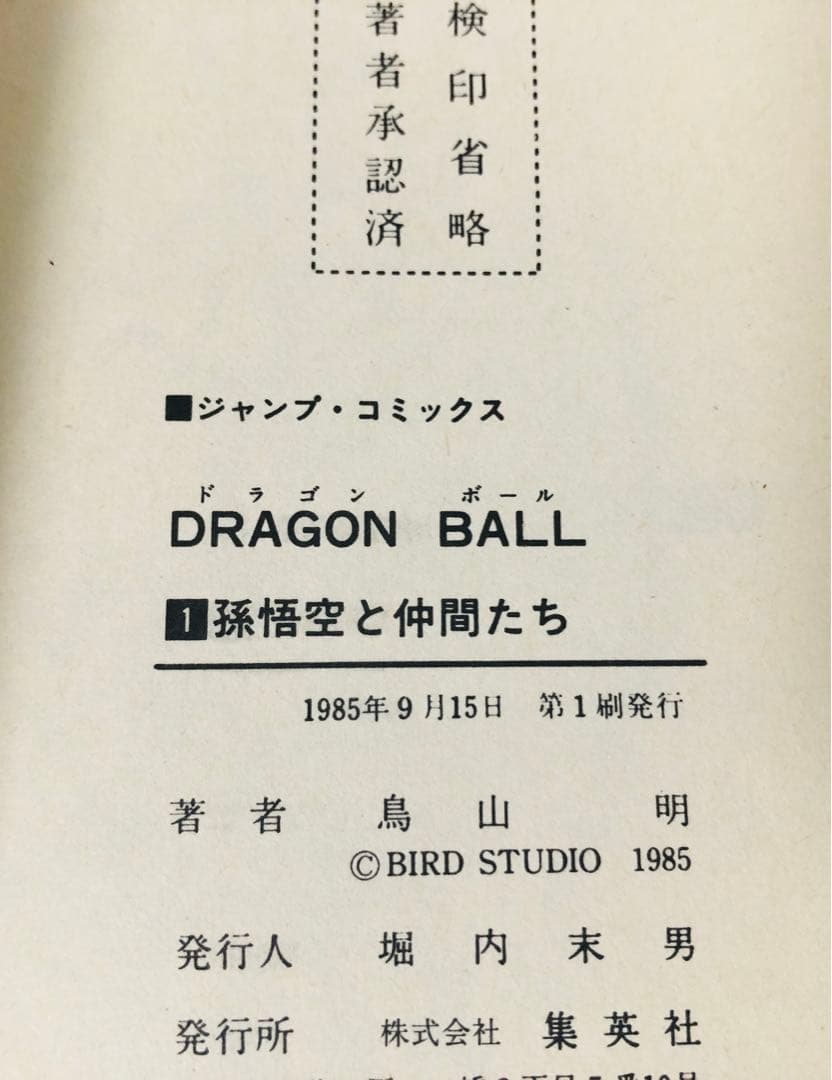 検印省略
著者承認済
■ジャンプ・コミックス
ドラゴン ボール
DRAGON BALL
1孫悟空と仲間たち
1985年9月15日 第1刷発行
著者 鳥山 明
©BIRD STUDIO 1985
発行人 堀内末男
発行所 株式会社 集英社